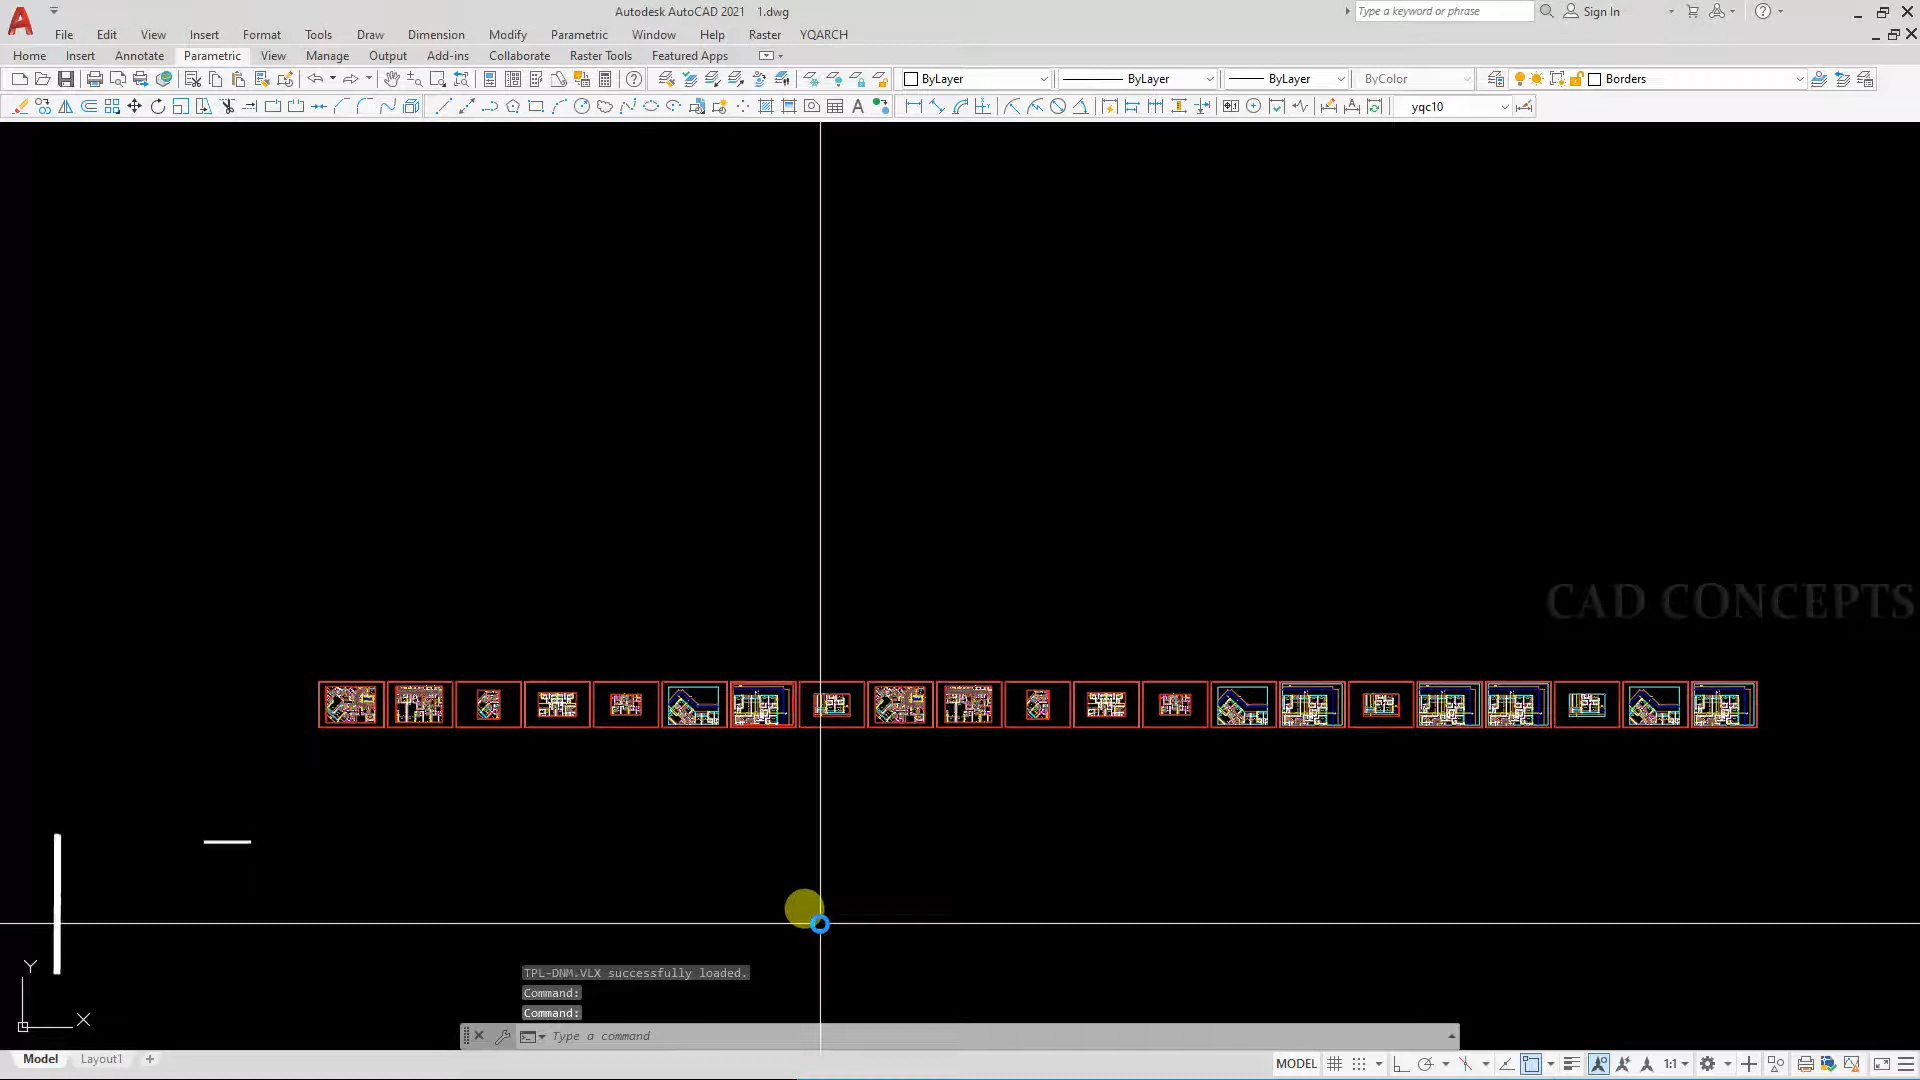 Autodesk AutoCAD 2021 1.dwg
Type a keyword or phrase
Sign In
File Edit View Insert Format Tools Draw Dimension Modify Parametric Window Help Raster YQARCH
Home Insert Annotate Parametric View Manage Output Add-ins Collaborate Raster Tools Featured Apps
ByLayer ByLayer ByLayer ByColor Borders
yqc10
CAD CONCEPTS
TPL-DNM.VLX successfully loaded.
Command:
Command:
Type a command
Y
X
Model Layout1
MODEL 1:1